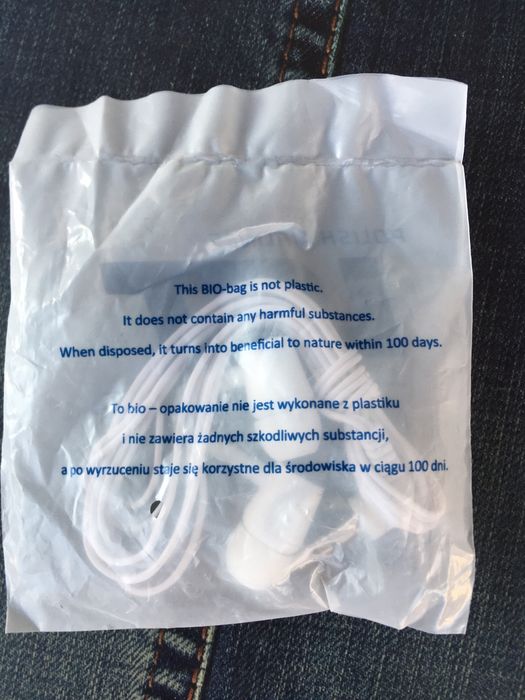 POLISH
This BIO-bag is not plastic.
It does not contain any harmful substances.
When disposed, it turns into beneficial to nature within 100 days.
To bio – opakowanie nie jest wykonane z plastiku
i nie zawiera żadnych szkodliwych substancji,
a po wyrzuceniu staje się korzystne dla środowiska w ciągu 100 dni.